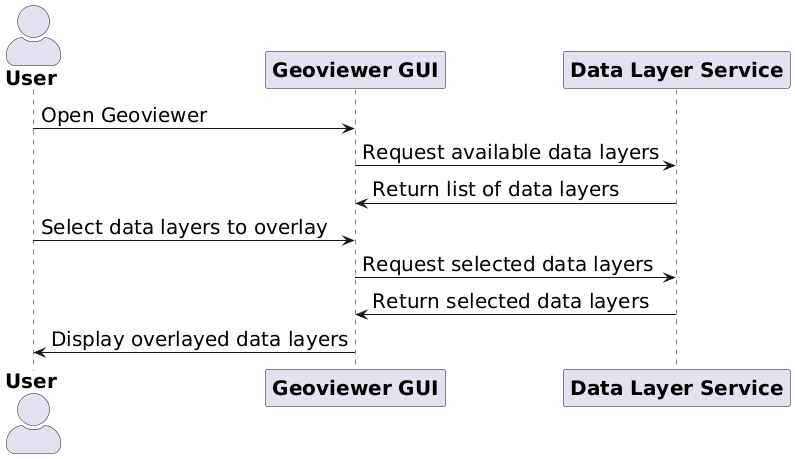 User
Geoviewer GUI
Data Layer Service
Open Geoviewer
Request available data layers
Return list of data layers
Select data layers to overlay
Request selected data layers
Return selected data layers
Display overlayed data layers
User
Geoviewer GUI
Data Layer Service